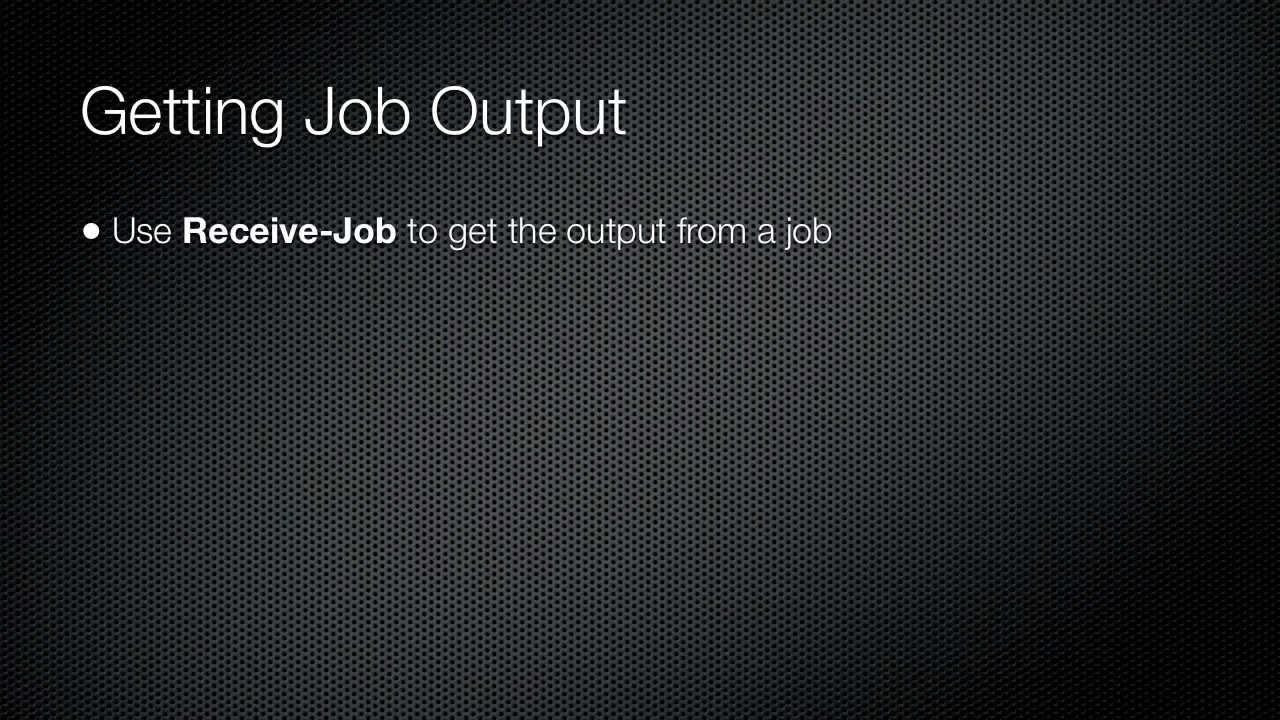 Getting Job Output
• Use Receive-Job to get the output from a job